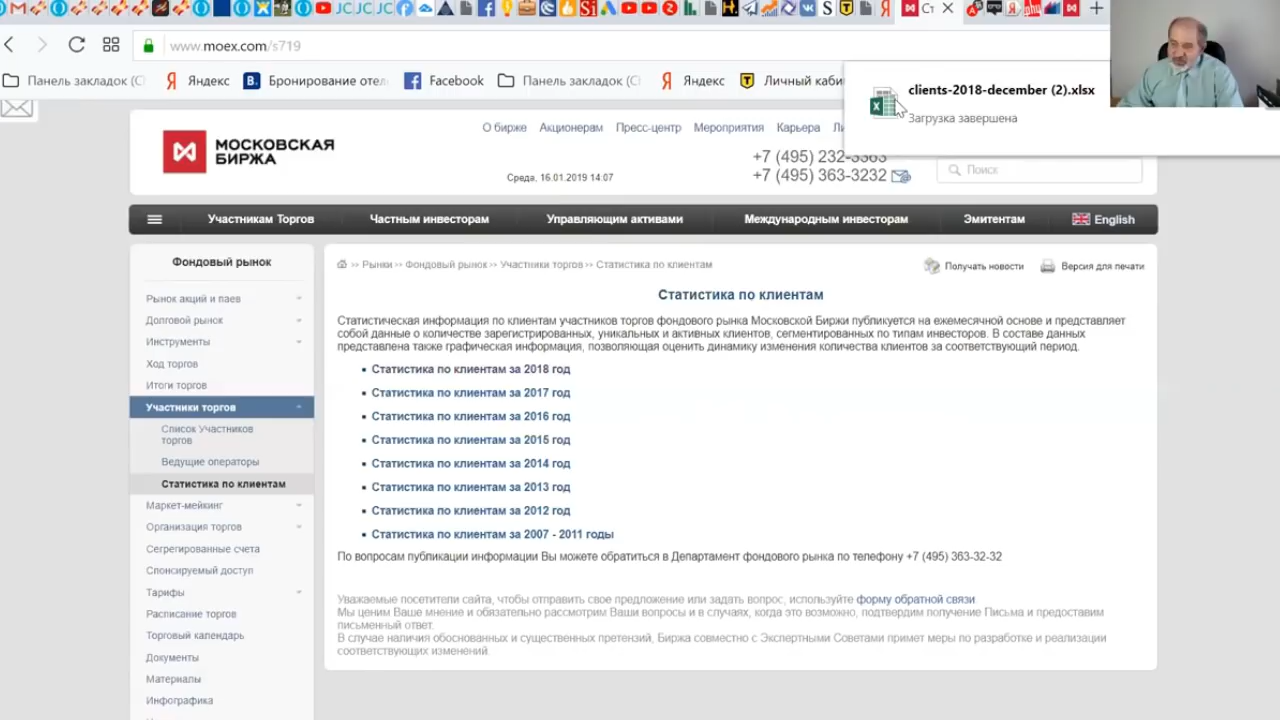 www.moex.com/s719
Панель закладок (С
Яндекс
Бронирование отел
Facebook
Панель закладок (С
Яндекс
Личный каби
clients-2018-december (2).xlsx
Загрузка завершена
МОСКОВСКАЯ
БИРЖА
О бирже Акционерам Пресс-центр Мероприятия Карьера
+7 (495) 232-3363
+7 (495) 363-3232
Среда, 16.01.2019 14:07
Поиск
Участникам Торгов Частным инвесторам Управляющим активами Международным инвесторам Эмитентам English
Фондовый рынок
Рынок акций и паев
Долговой рынок
Инструменты
Ход торгов
Итоги торгов
Участники торгов
Список Участников
торгов
Ведущие операторы
Статистика по клиентам
Маркет-мейкинг
Организация торгов
Сегрегированные счета
Спонсируемый доступ
Тарифы
Расписание торгов
Торговый календарь
Документы
Материалы
Инфографика
>> Рынки >> Фондовый рынок >> Участники торгов >> Статистика по клиентам
Получать новости
Версия для печати
Статистика по клиентам
Статистическая информация по клиентам участников торгов фондового рынка Московской Биржи публикуется на ежемесячной основе и представляет
собой данные о количестве зарегистрированных, уникальных и активных клиентов, сегментированных по типам инвесторов. В составе данных
представлена также графическая информация, позволяющая оценить динамику изменения количества клиентов за соответствующий период.
• Статистика по клиентам за 2018 год
• Статистика по клиентам за 2017 год
• Статистика по клиентам за 2016 год
• Статистика по клиентам за 2015 год
• Статистика по клиентам за 2014 год
• Статистика по клиентам за 2013 год
• Статистика по клиентам за 2012 год
• Статистика по клиентам за 2007 - 2011 годы
По вопросам публикации информации Вы можете обратиться в Департамент фондового рынка по телефону +7 (495) 363-32-32
Уважаемые посетители сайта, чтобы отправить свое предложение или задать вопрос, используйте форму обратной связи
Мы ценим Ваше мнение и обязательно рассмотрим Ваши вопросы и в случаях, когда это возможно, подтвердим получение Письма и предоставим
письменный ответ.
В случае наличия обоснованных и существенных претензий, Биржа совместно с Экспертными Советами примет меры по разработке и реализации
соответствующих изменений.